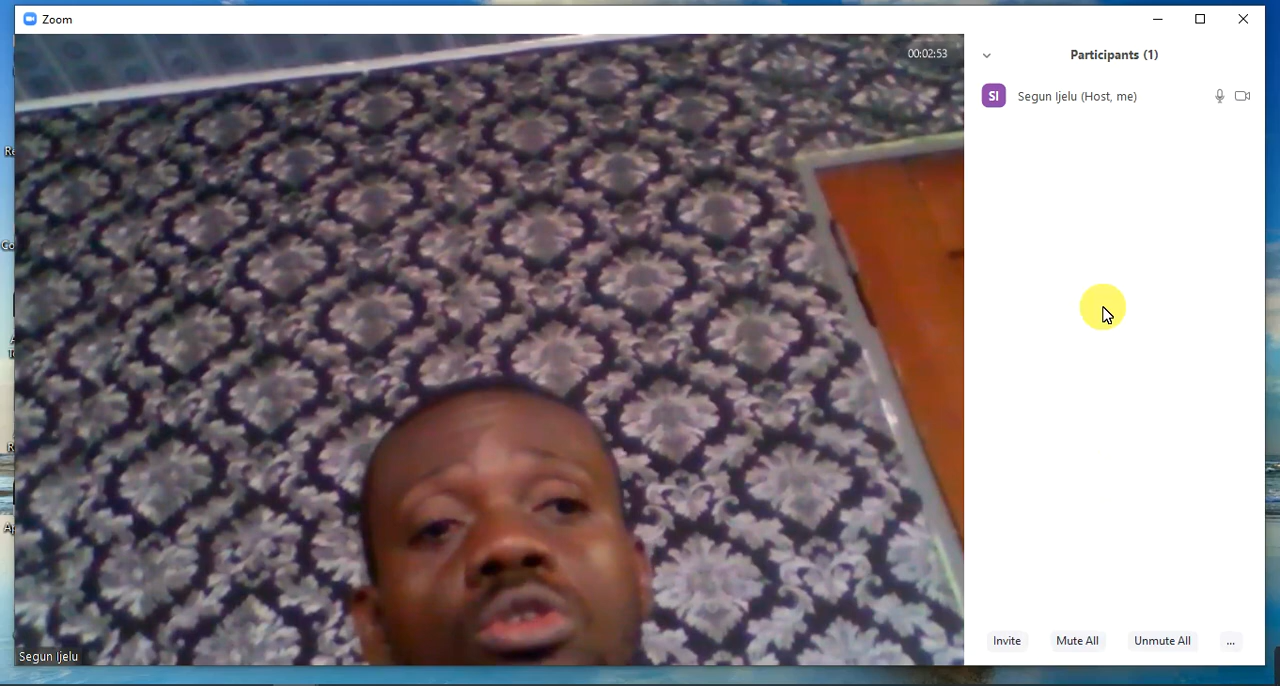 Zoom
00:02:53
Participants (1)
SI
Segun Ijelu (Host, me)
Segun Ijelu
Invite
Mute All
Unmute All
...